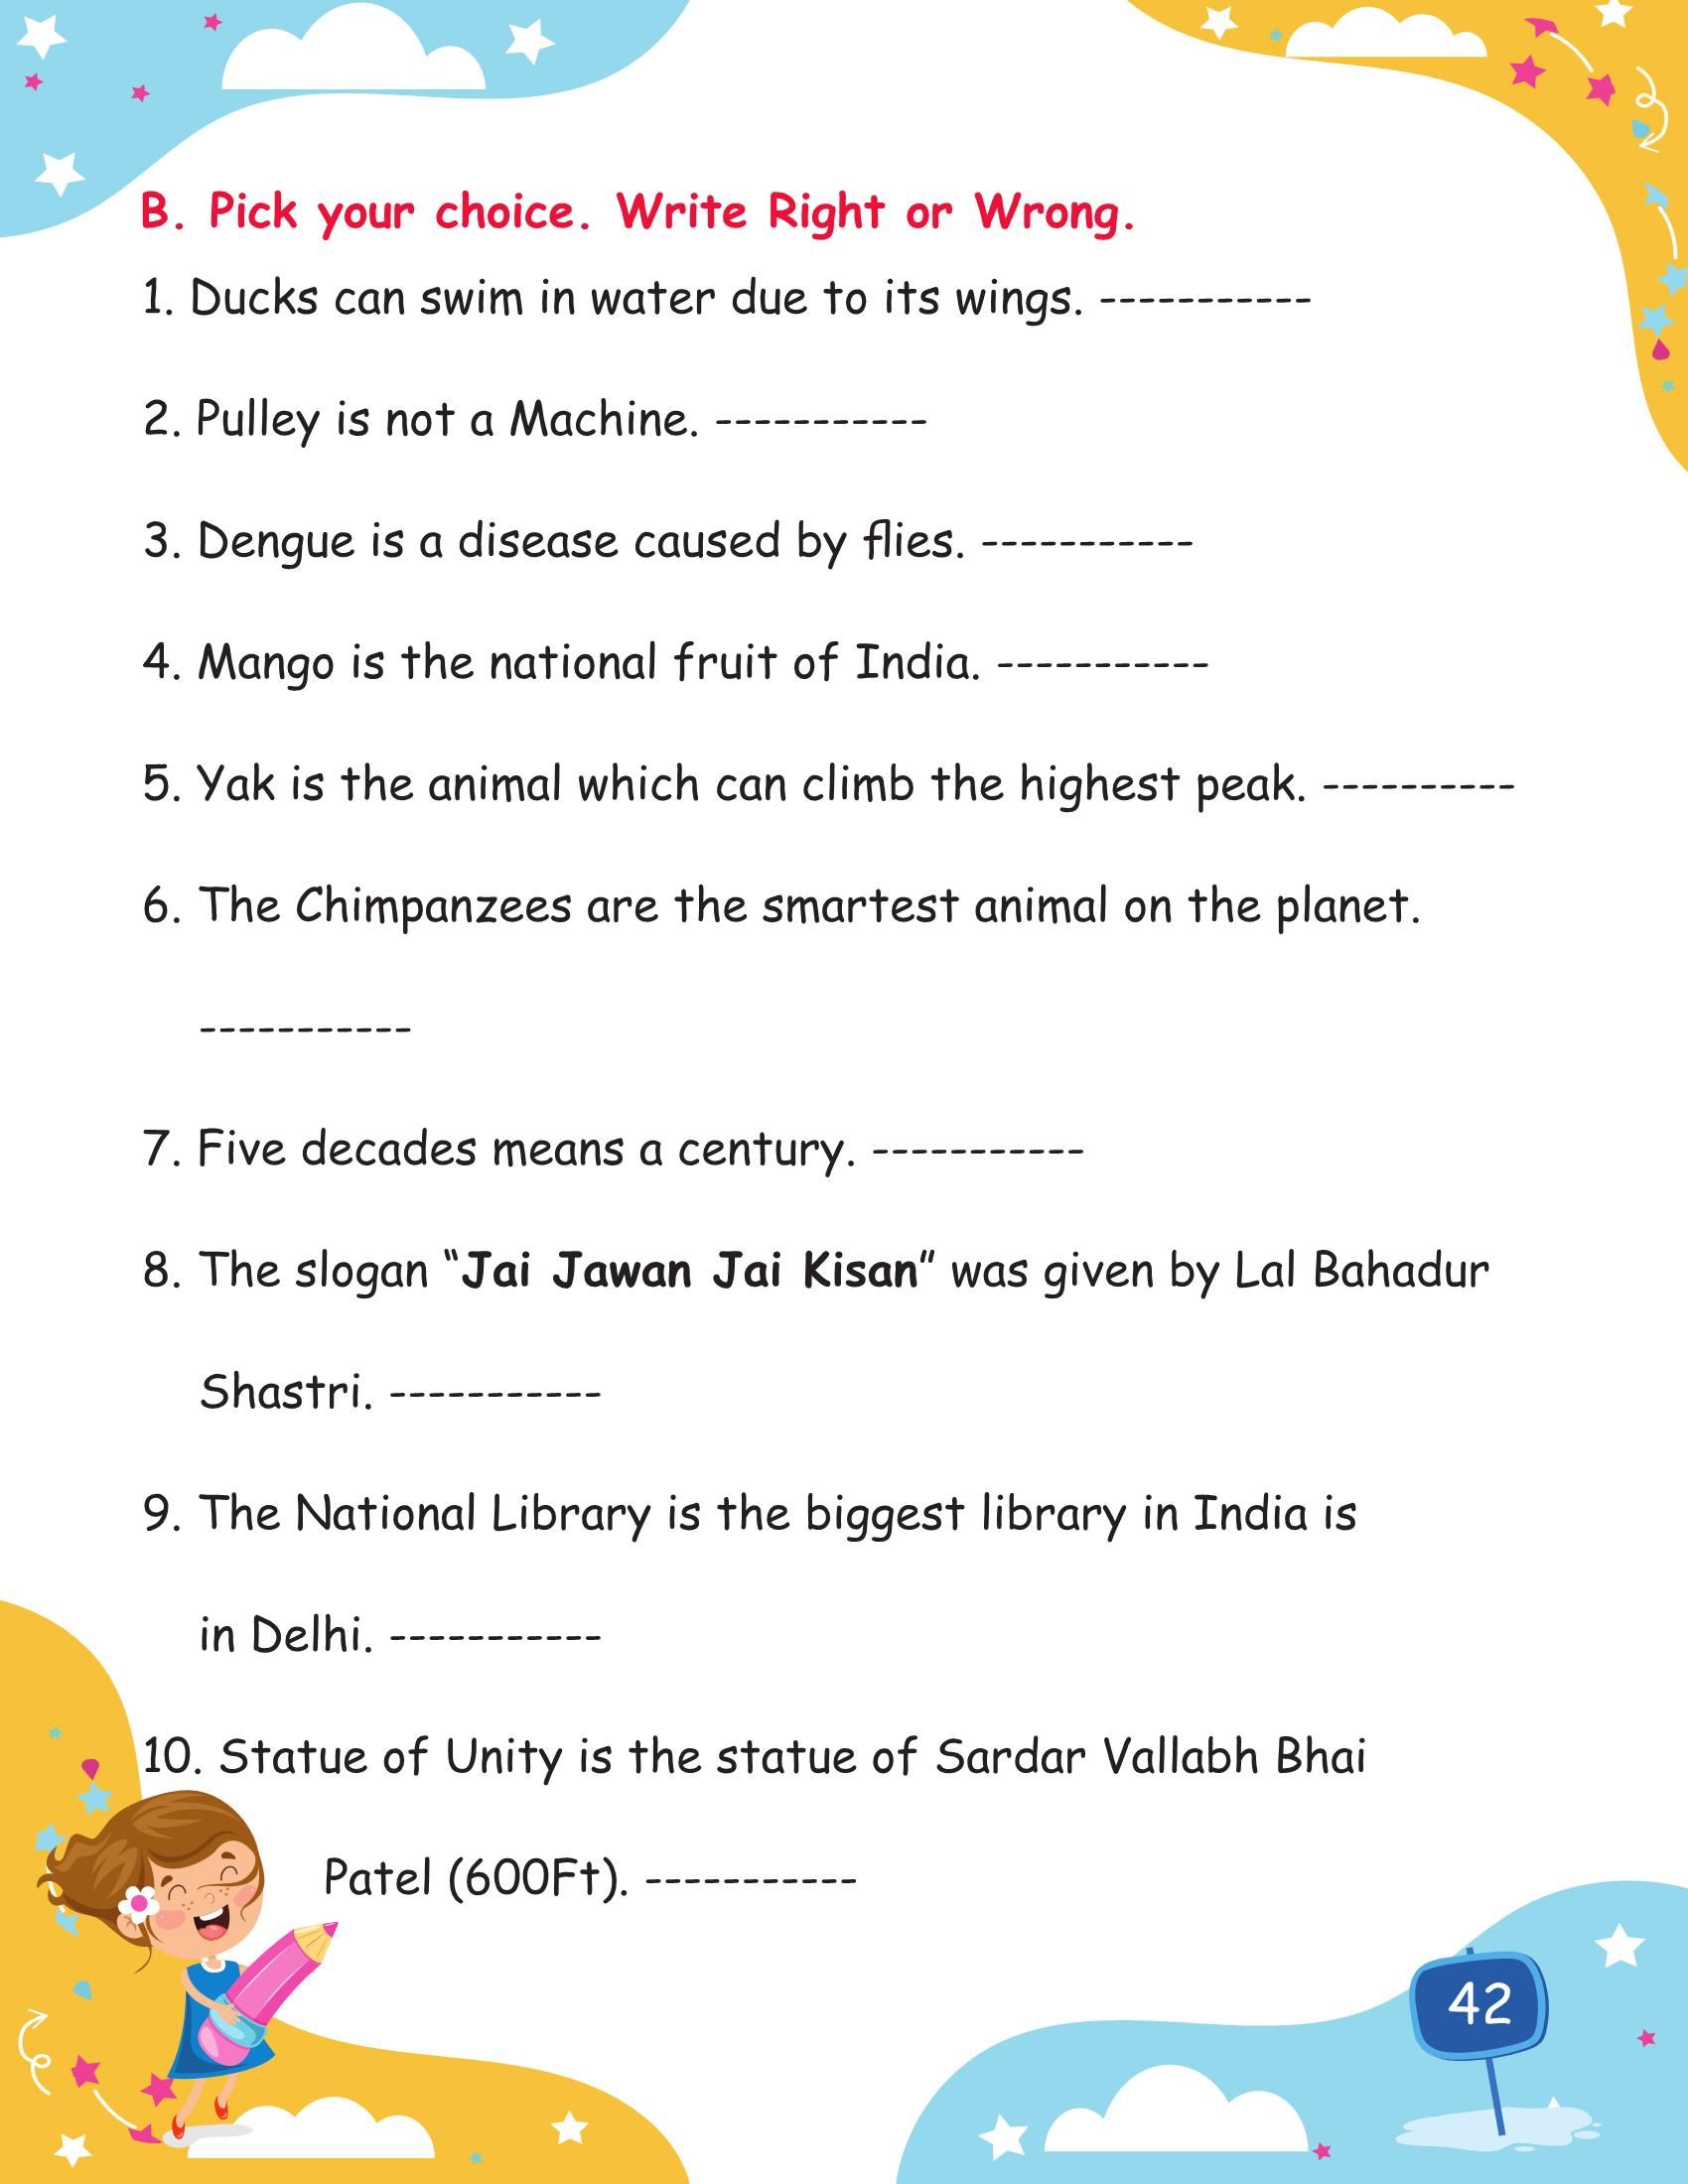 B. Pick your choice. Write Right or Wrong.
1. Ducks can swim in water due to its wings. -----------
2. Pulley is not a Machine. -----------
3. Dengue is a disease caused by flies. -----------
4. Mango is the national fruit of India. -----------
5. Yak is the animal which can climb the highest peak. ----------
6. The Chimpanzees are the smartest animal on the planet.
-----------
7. Five decades means a century. -----------
8. The slogan “Jai Jawan Jai Kisan” was given by Lal Bahadur
Shastri. -----------
9. The National Library is the biggest library in India is
in Delhi. -----------
10. Statue of Unity is the statue of Sardar Vallabh Bhai
Patel (600Ft). -----------
42